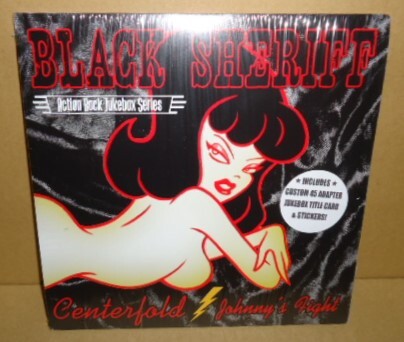 BLACK SHERIFF
Action Rock Jukebox Series
★ INCLUDES ★
CUSTOM 45 ADAPTER
JUKEBOX TITLE CARD
& STICKERS!
Centerfold Johnny's Fight